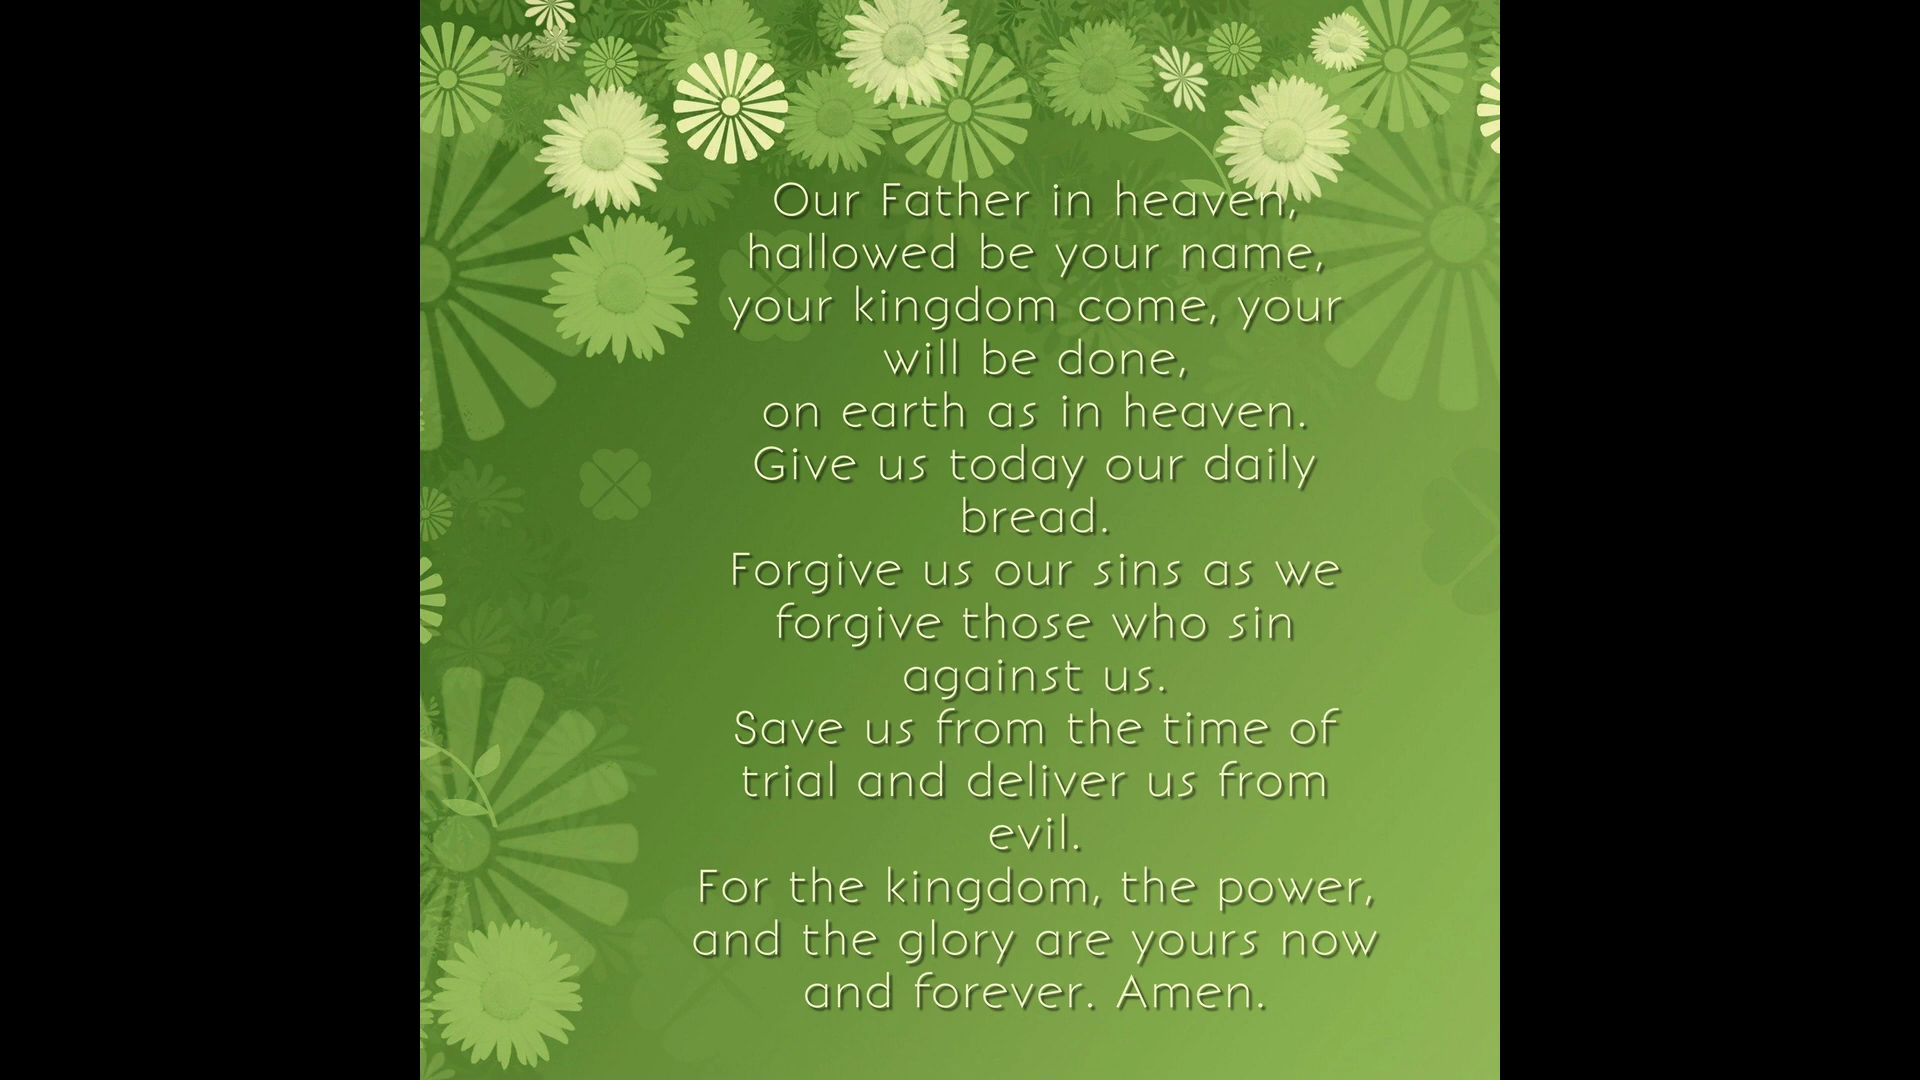 Our Father in heaven,
hallowed be your name,
your kingdom come, your
will be done,
on earth as in heaven.
Give us today our daily
bread.
Forgive us our sins as we
forgive those who sin
against us.
Save us from the time of
trial and deliver us from
evil.
For the kingdom, the power,
and the glory are yours now
and forever. Amen.